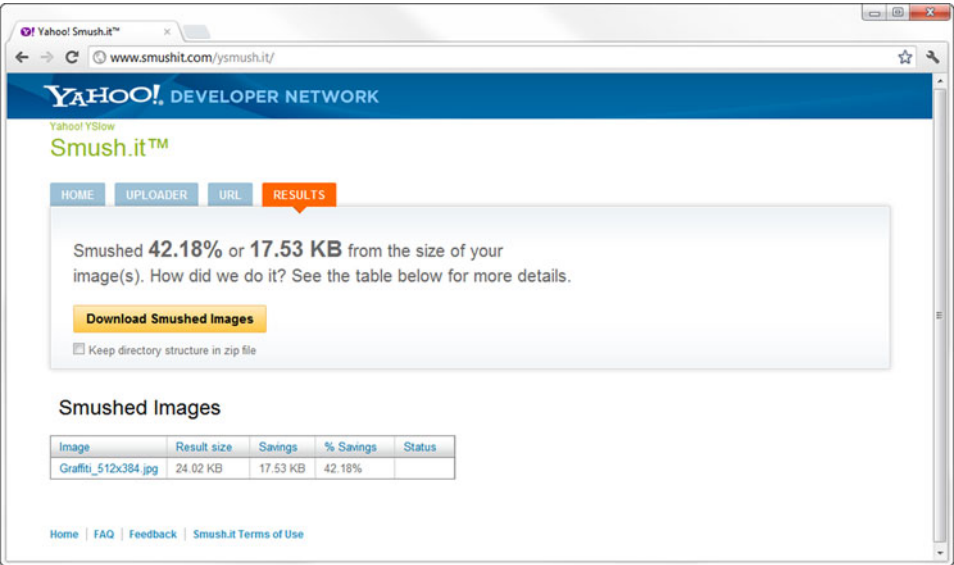 Yahoo! Smush.it™
www.smushit.com/ysmush.it/
YAHOO! DEVELOPER NETWORK
Yahoo! YSlow
Smush.it™
HOME UPLOADER URL RESULTS
Smushed 42.18% or 17.53 KB from the size of your
image(s). How did we do it? See the table below for more details.
Download Smushed Images
Keep directory structure in zip file
Smushed Images
Image Result size Savings % Savings Status
Graffiti_512x384.jpg 24.02 KB 17.53 KB 42.18%
Home | FAQ | Feedback | Smush.it Terms of Use